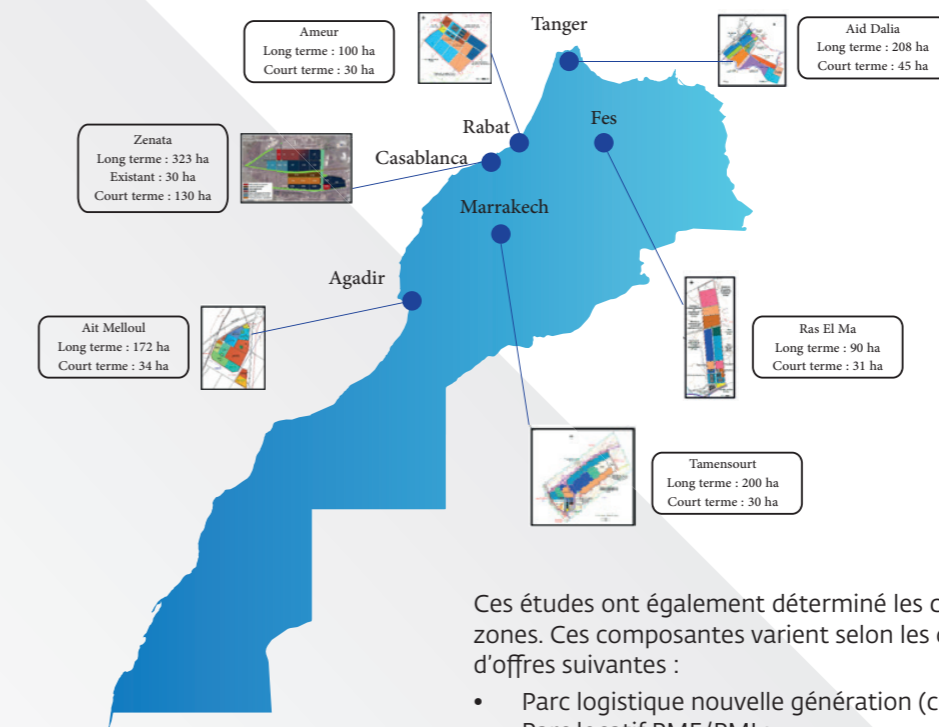 Ameur
Long terme : 100 ha
Court terme : 30 ha
Tanger
Aid Dalia
Long terme : 208 ha
Court terme : 45 ha
Zenata
Long terme : 323 ha
Existant : 30 ha
Court terme : 130 ha
Rabat
Fes
Casablanca
Marrakech
Agadir
Ait Melloul
Long terme : 172 ha
Court terme : 34 ha
Ras El Ma
Long terme : 90 ha
Court terme : 31 ha
Tamensourt
Long terme : 200 ha
Court terme : 30 ha
Ces études ont également déterminé les c
zones. Ces composantes varient selon les
d'offres suivantes :
• Parc logistique nouvelle génération (c